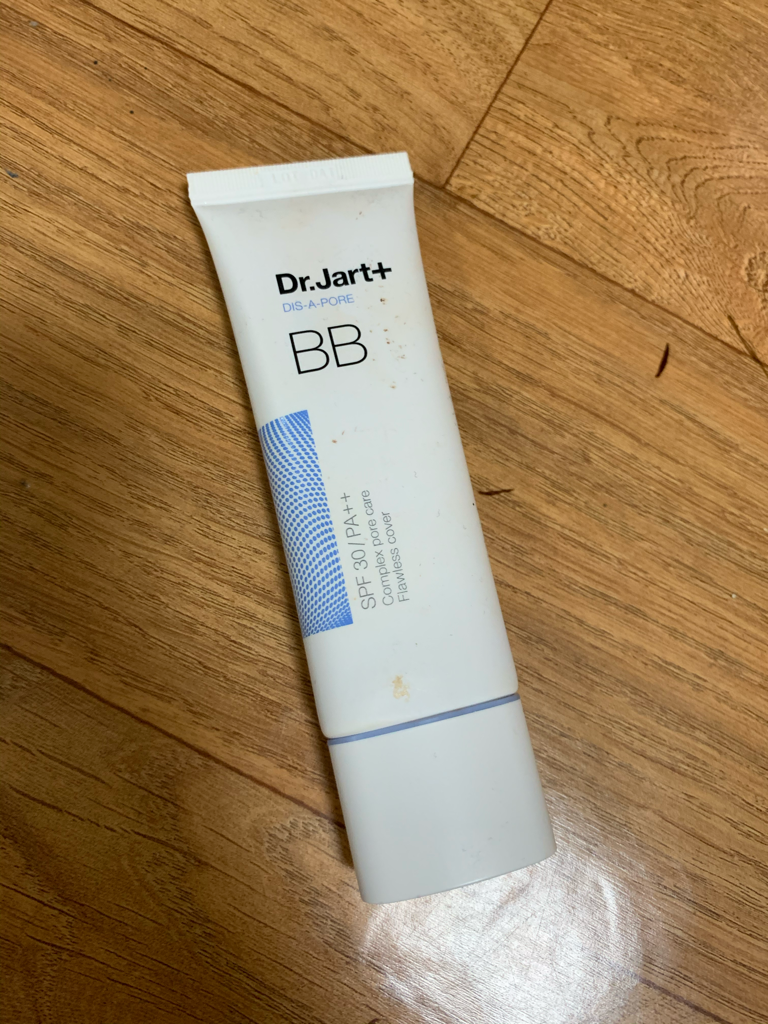 Dr.Jart+
DIS-A-PORE
BB
SPF 30/PA++
Complex pore care
Flawless cover